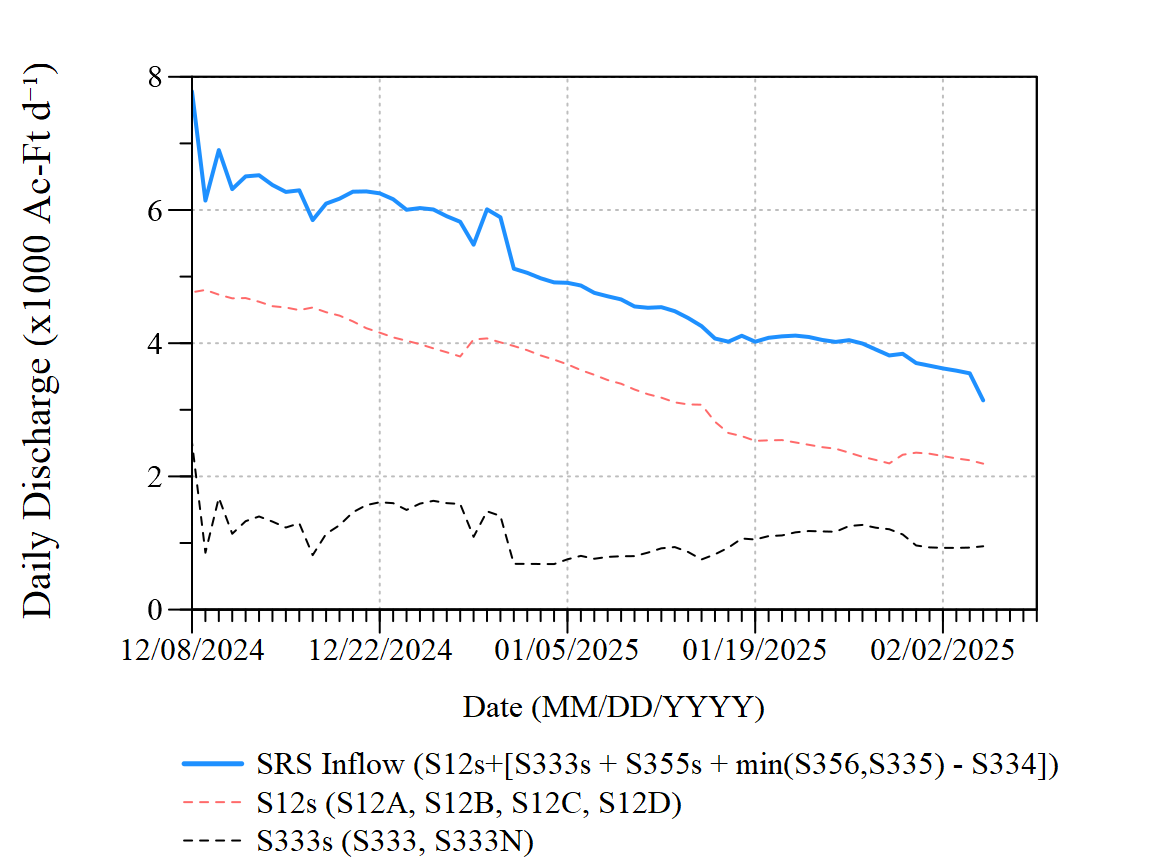 Daily Discharge (x1000 Ac-Ft d⁻¹)
8
6
4
2
0
12/08/2024 12/22/2024 01/05/2025 01/19/2025 02/02/2025
Date (MM/DD/YYYY)
SRS Inflow (S12s+[S333s + S355s + min(S356,S335) - S334])
S12s (S12A, S12B, S12C, S12D)
S333s (S333, S333N)